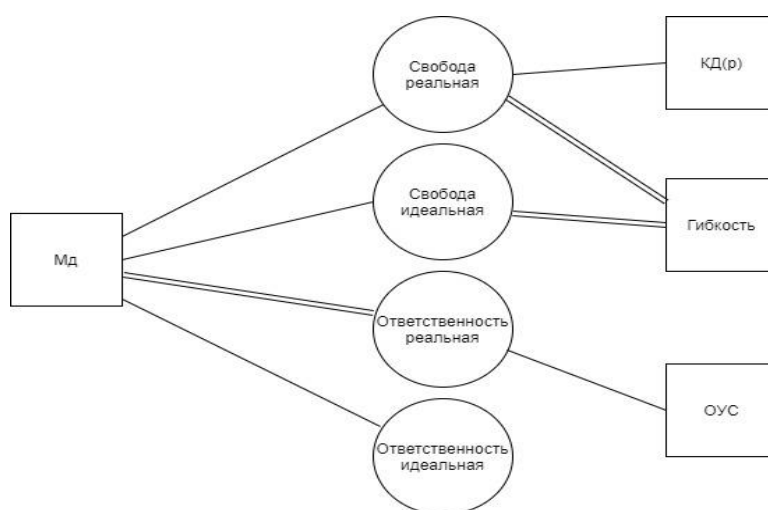 Свобода
реальная
КД(р)
Свобода
идеальная
Гибкость
Мд
Ответственность
реальная
ОУС
Ответственность
идеальная